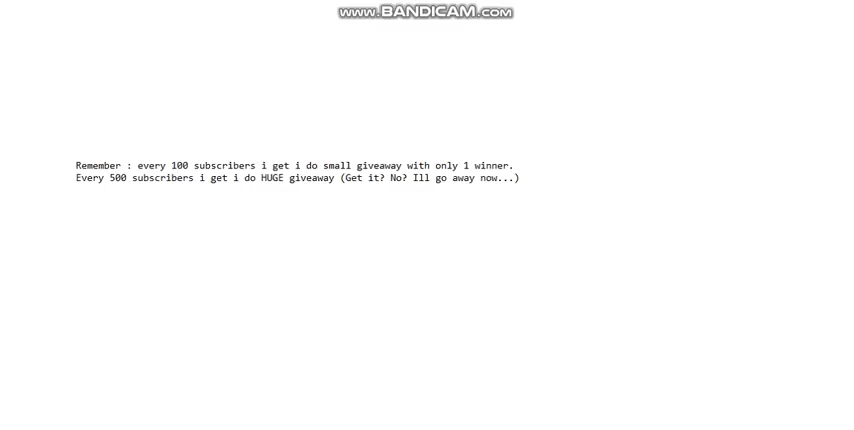 www.BANDICAM.com
Remember : every 100 subscribers i get i do small giveaway with only 1 winner.
Every 500 subscribers i get i do HUGE giveaway (Get it? No? Ill go away now...)